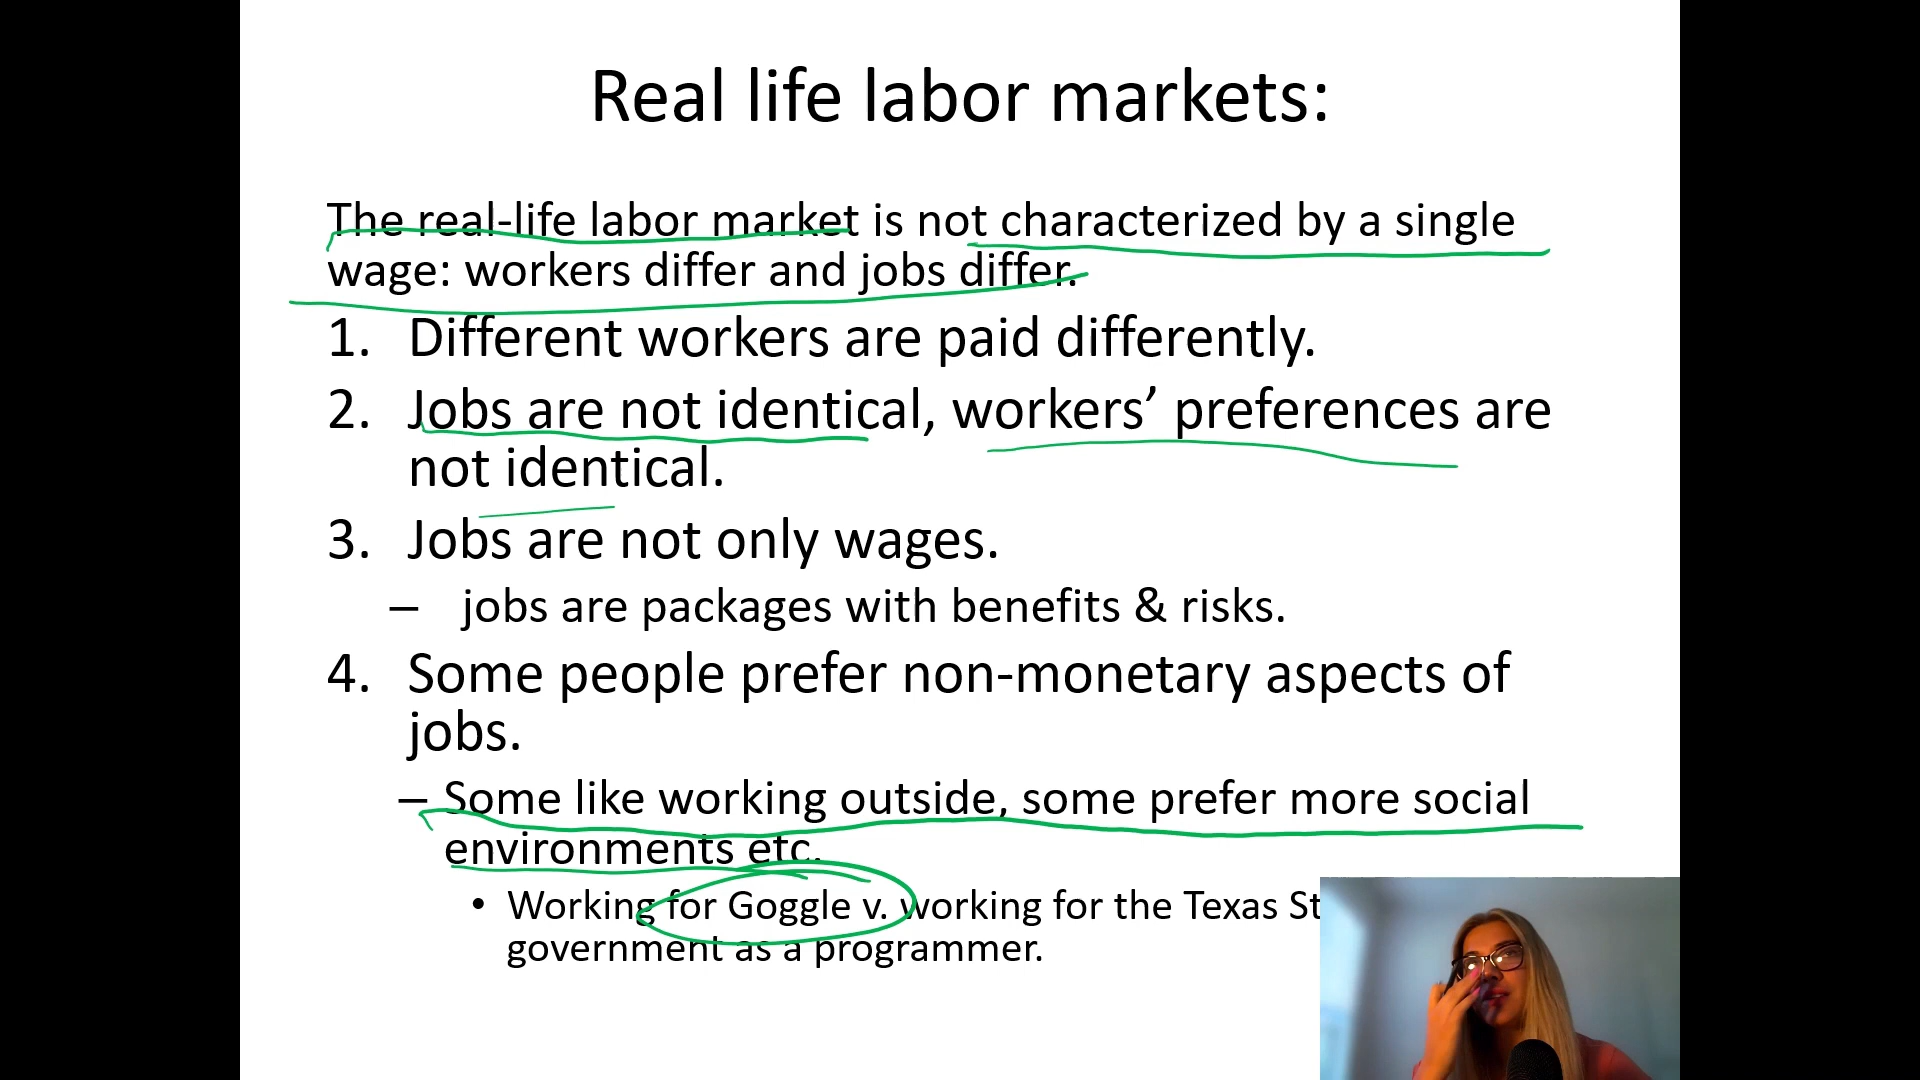 Real life labor markets:
The real-life labor market is not characterized by a single
wage: workers differ and jobs differ.
1. Different workers are paid differently.
2. Jobs are not identical, workers’ preferences are
not identical.
3. Jobs are not only wages.
– jobs are packages with benefits & risks.
4. Some people prefer non-monetary aspects of
jobs.
– Some like working outside, some prefer more social
environments etc.
• Working for Goggle v. working for the Texas
government as a programmer.